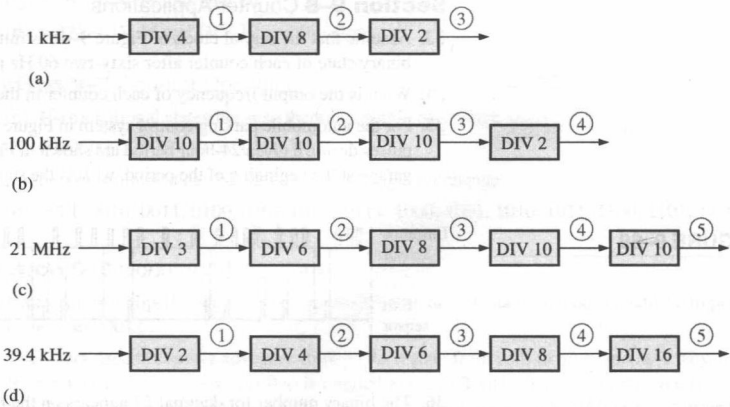 ① ② ③
1 kHz DIV 4 DIV 8 DIV 2
(a)
① ② ③ ④
100 kHz DIV 10 DIV 10 DIV 10 DIV 2
(b)
① ② ③ ④ ⑤
21 MHz DIV 3 DIV 6 DIV 8 DIV 10 DIV 10
(c)
① ② ③ ④ ⑤
39.4 kHz DIV 2 DIV 4 DIV 6 DIV 8 DIV 16
(d)